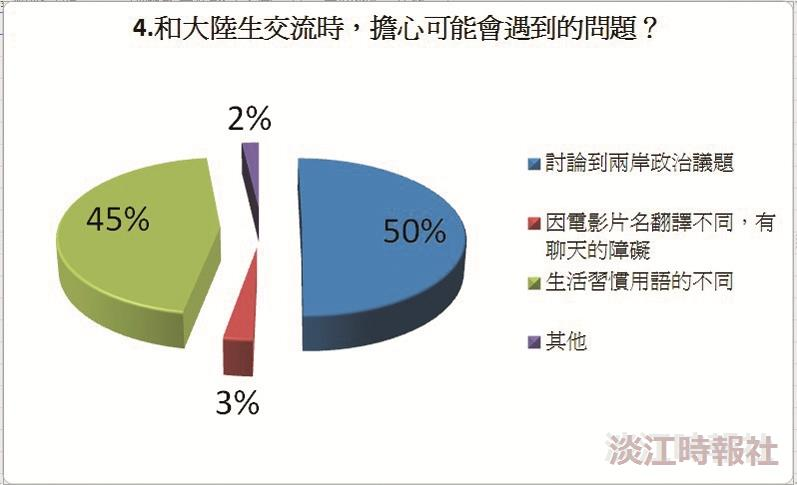 4.和大陸生交流時，擔心可能會遇到的問題？
2%
45%
50%
3%
討論到兩岸政治議題
因電影片名翻譯不同，有
聊天的障礙
生活習慣用語的不同
其他
淡江時報社